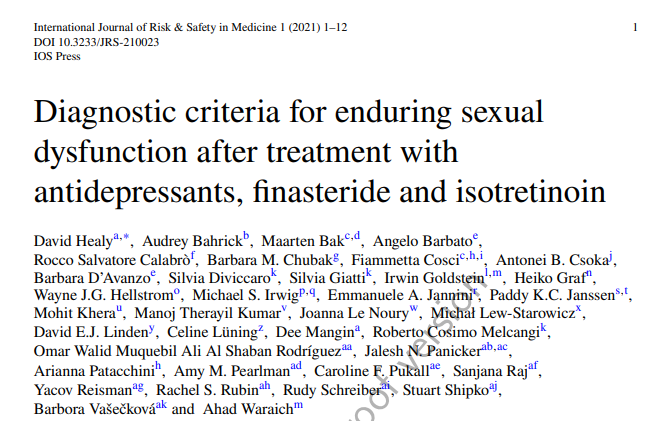 International Journal of Risk & Safety in Medicine 1 (2021) 1–12 1
DOI 10.3233/JRS-210023
IOS Press
Diagnostic criteria for enduring sexual
dysfunction after treatment with
antidepressants, finasteride and isotretinoin
David Healy^a,*, Audrey Bahrick^b, Maarten Bak^c,d, Angelo Barbato^e,
Rocco Salvatore Calabrò^f, Barbara M. Chubak^g, Fiammetta Cosci^c,h,i, Antonei B. Csoka^j,
Barbara D'Avanzo^e, Silvia Diviccaro^k, Silvia Giatti^k, Irwin Goldstein^l,m, Heiko Graf^n,
Wayne J.G. Hellstrom^o, Michael S. Irwig^p,q, Emmanuele A. Jannini^r, Paddy K.C. Janssen^s,t,
Mohit Khera^u, Manoj Therayil Kumar^v, Joanna Le Noury^w, Michał Lew-Starowicz^x,
David E.J. Linden^y, Celine Lüning^z, Dee Mangin^a, Roberto Cosimo Melcangi^k,
Omar Walid Muquebil Ali Al Shaban Rodríguez^aa, Jalesh N. Panicker^ab,ac,
Arianna Patacchini^h, Amy M. Pearlman^ad, Caroline F. Pukall^ae, Sanjana Raj^af,
Yacov Reisman^ag, Rachel S. Rubin^ah, Rudy Schreiber^ai, Stuart Shipko^aj,
Barbora Vašečková^ak and Ahad Waraich^m
oof version